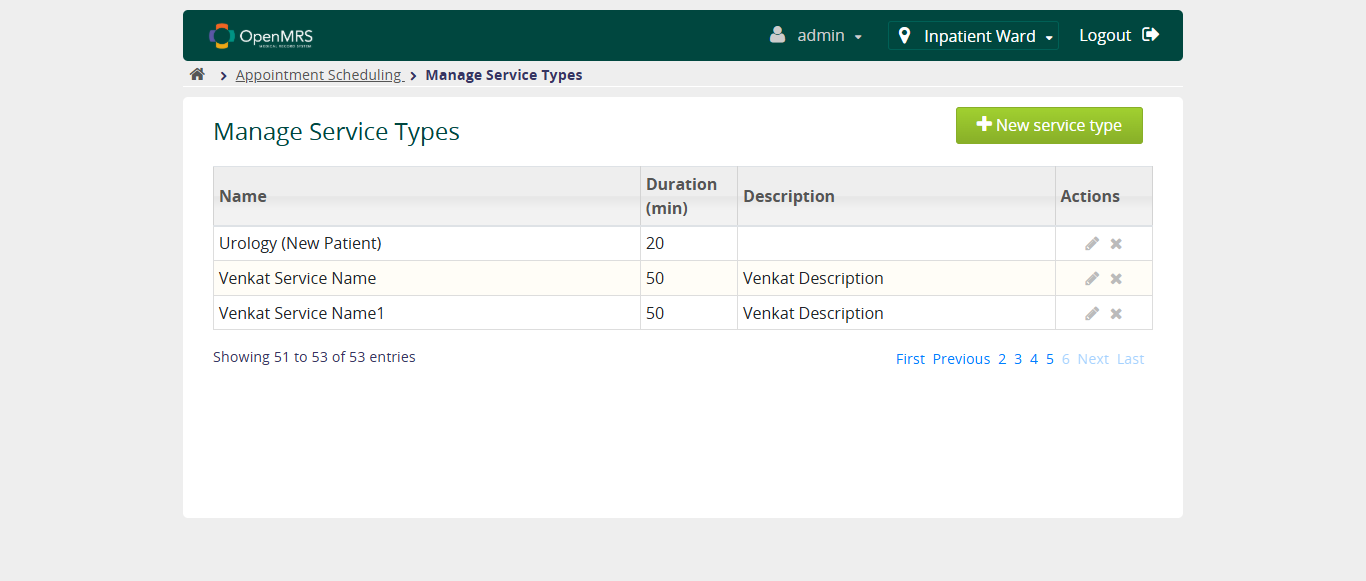 OpenMRS
MEDICAL RECORD SYSTEM
admin
Inpatient Ward
Logout
Appointment Scheduling
Manage Service Types
Manage Service Types
New service type
Name Duration (min) Description Actions
Urology (New Patient) 20
Venkat Service Name 50 Venkat Description
Venkat Service Name1 50 Venkat Description
Showing 51 to 53 of 53 entries
First Previous 2 3 4 5 6 Next Last